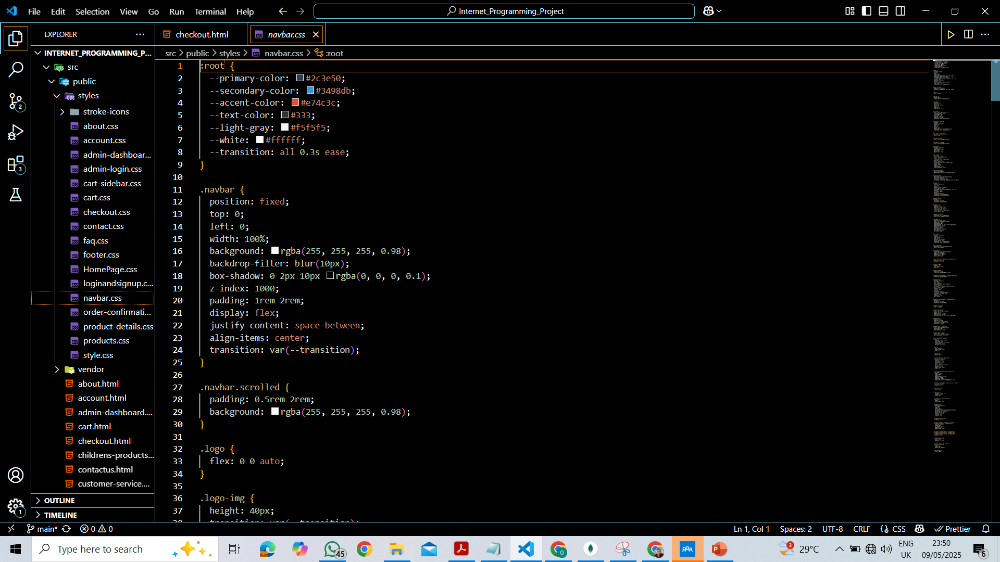 File Edit Selection View Go Run Terminal Help
Internet_Programming_Project
EXPLORER
INTERNET_PROGRAMMING_P...
src
public
styles
stroke-icons
about.css
account.css
admin-dashboar...
admin-login.css
cart-sidebar.css
cart.css
checkout.css
contact.css
faq.css
footer.css
HomePage.css
loginandsignup.c...
navbar.css
order-confirmati...
product-details.css
products.css
style.css
vendor
about.html
account.html
admin-dashboard....
cart.html
checkout.html
childrens-products...
contactus.html
customer-service....
OUTLINE
TIMELINE
2
3
1
checkout.html navbar.css
src > public > styles > navbar.css > :root
1 :root {
2 --primary-color: #2c3e50;
3 --secondary-color: #3498db;
4 --accent-color: #e74c3c;
5 --text-color: #333;
6 --light-gray: #f5f5f5;
7 --white: #ffffff;
8 --transition: all 0.3s ease;
9 }
10
11 .navbar {
12 position: fixed;
13 top: 0;
14 left: 0;
15 width: 100%;
16 background: rgba(255, 255, 255, 0.98);
17 backdrop-filter: blur(10px);
18 box-shadow: 0 2px 10px rgba(0, 0, 0, 0.1);
19 z-index: 1000;
20 padding: 1rem 2rem;
21 display: flex;
22 justify-content: space-between;
23 align-items: center;
24 transition: var(--transition);
25 }
26
27 .navbar.scrolled {
28 padding: 0.5rem 2rem;
29 background: rgba(255, 255, 255, 0.98);
30 }
31
32 .logo {
33 flex: 0 0 auto;
34 }
35
36 .logo-img {
37 height: 40px;
38 transition: var(--transition);
main* 0 0 Ln 1, Col 1 Spaces: 2 UTF-8 CRLF {} CSS Prettier
Type here to search
45
3 29°C
ENG
UK
23:50
09/05/2025
6